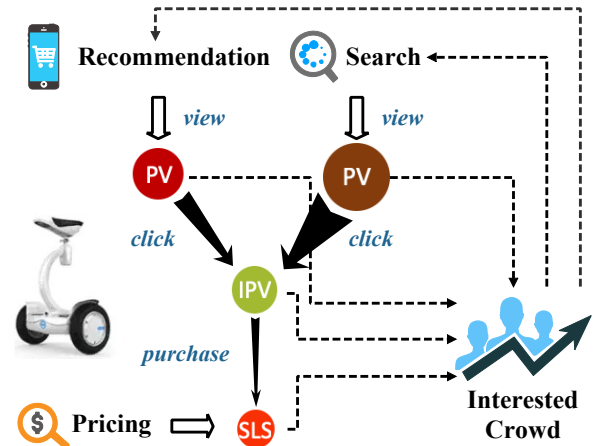 Recommendation
Search
view
view
PV
PV
click
click
IPV
purchase
$
Pricing
SLS
Interested
Crowd